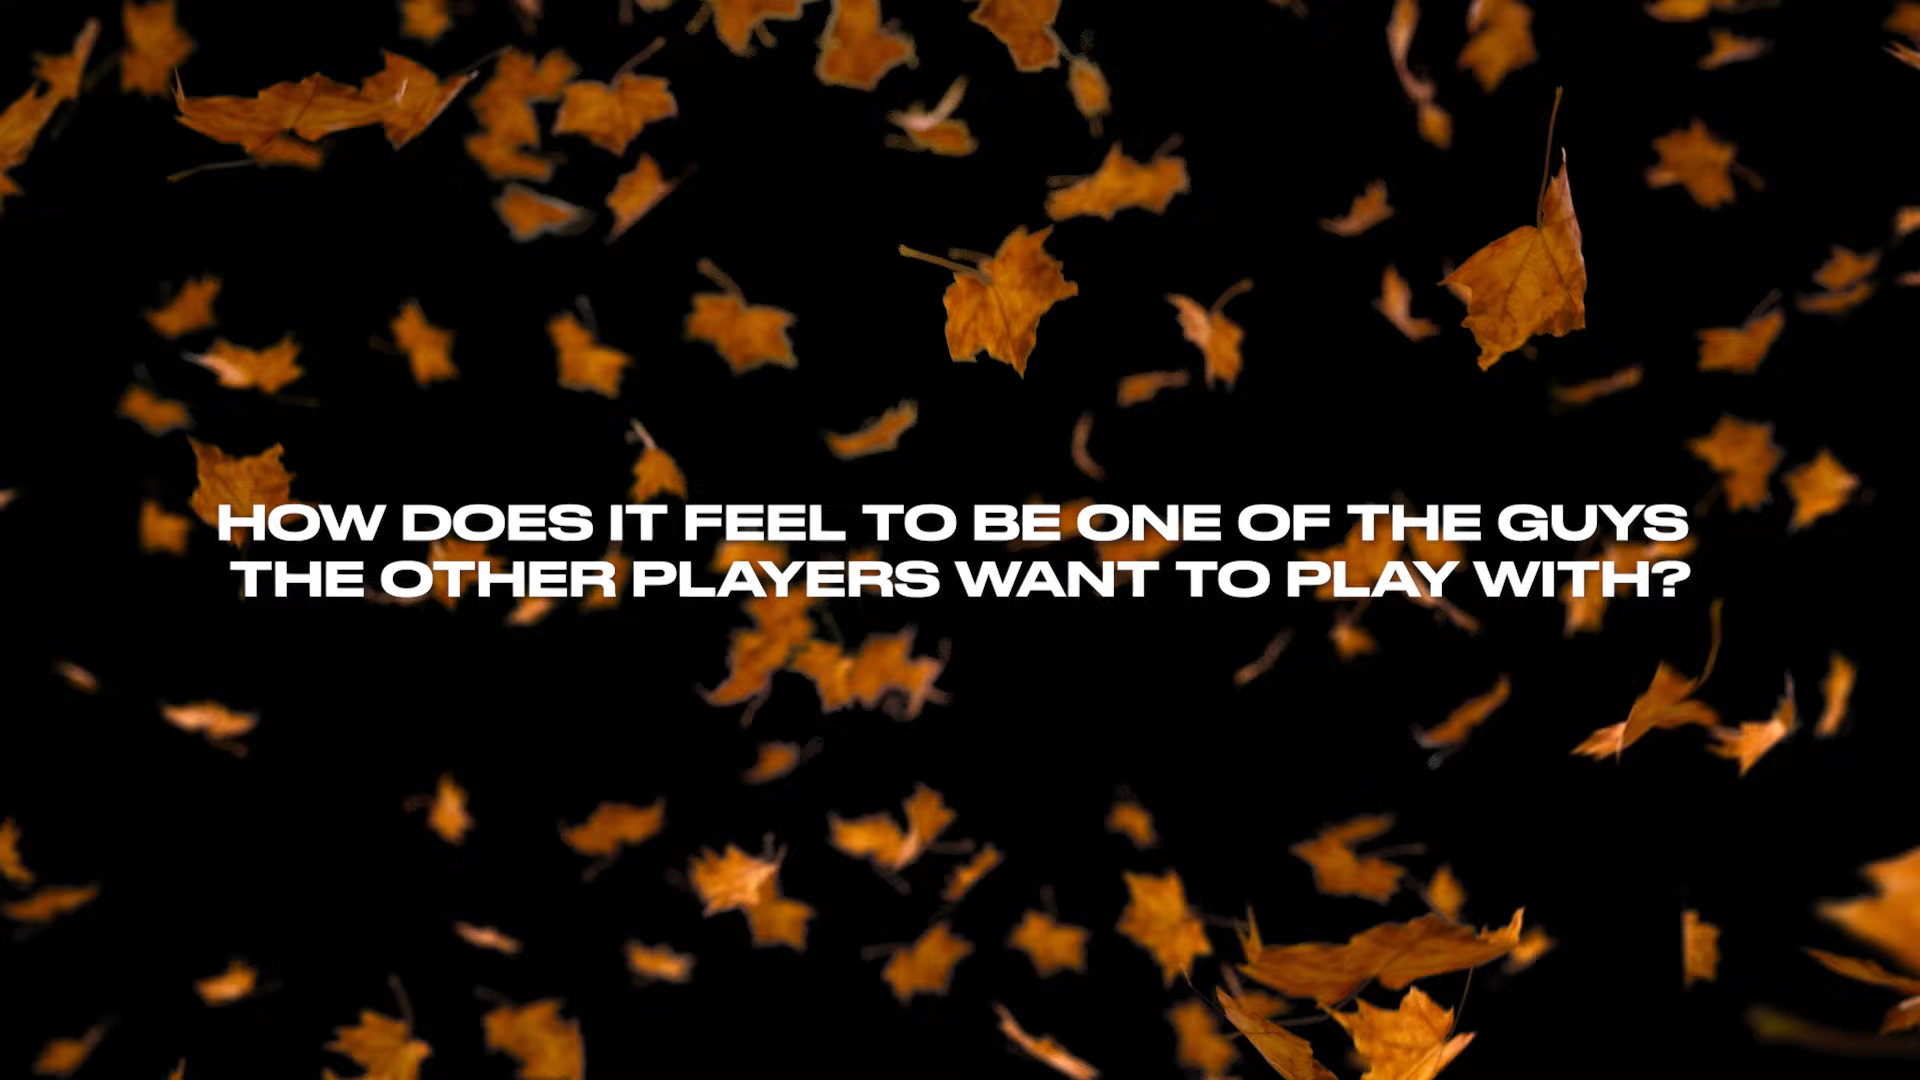 HOW DOES IT FEEL TO BE ONE OF THE GUYS
THE OTHER PLAYERS WANT TO PLAY WITH?